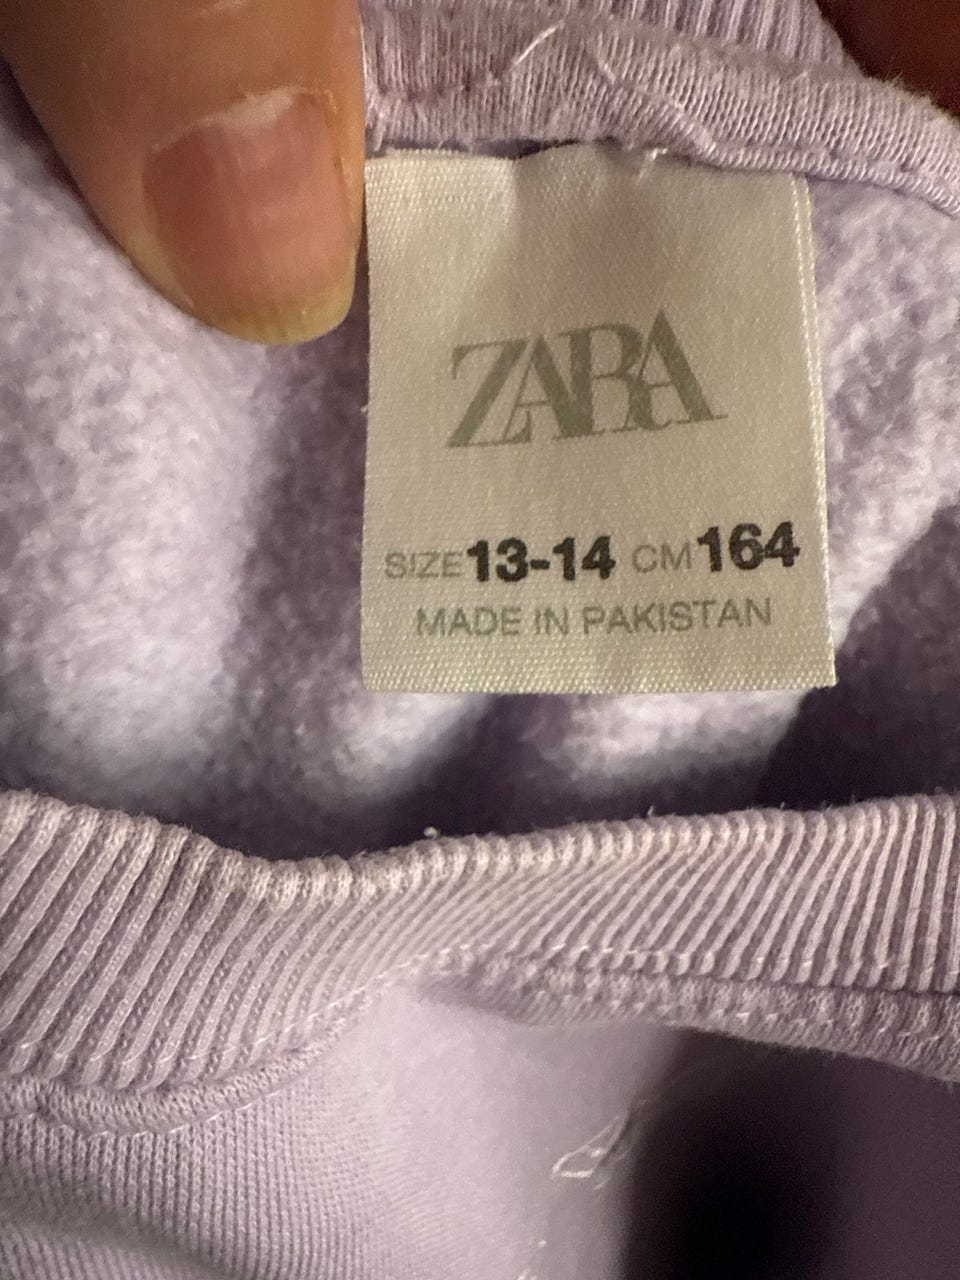 ZARA
SIZE 13-14 CM 164
MADE IN PAKISTAN